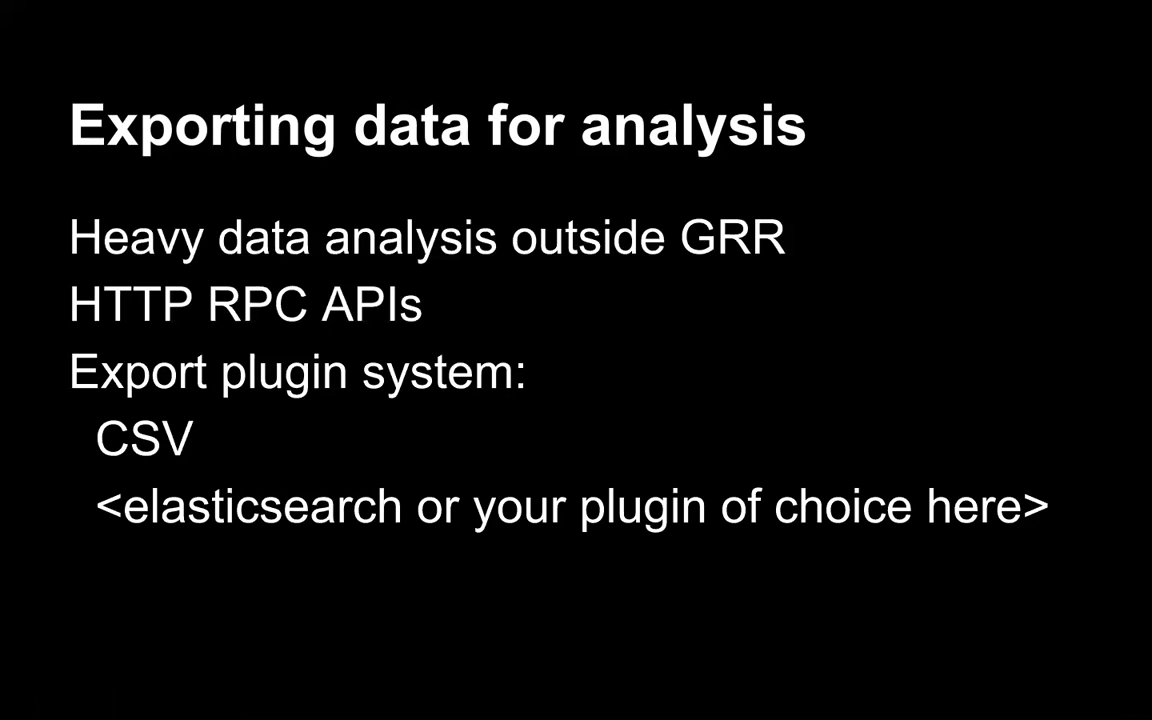 Exporting data for analysis
Heavy data analysis outside GRR
HTTP RPC APIs
Export plugin system:
CSV
<elasticsearch or your plugin of choice here>